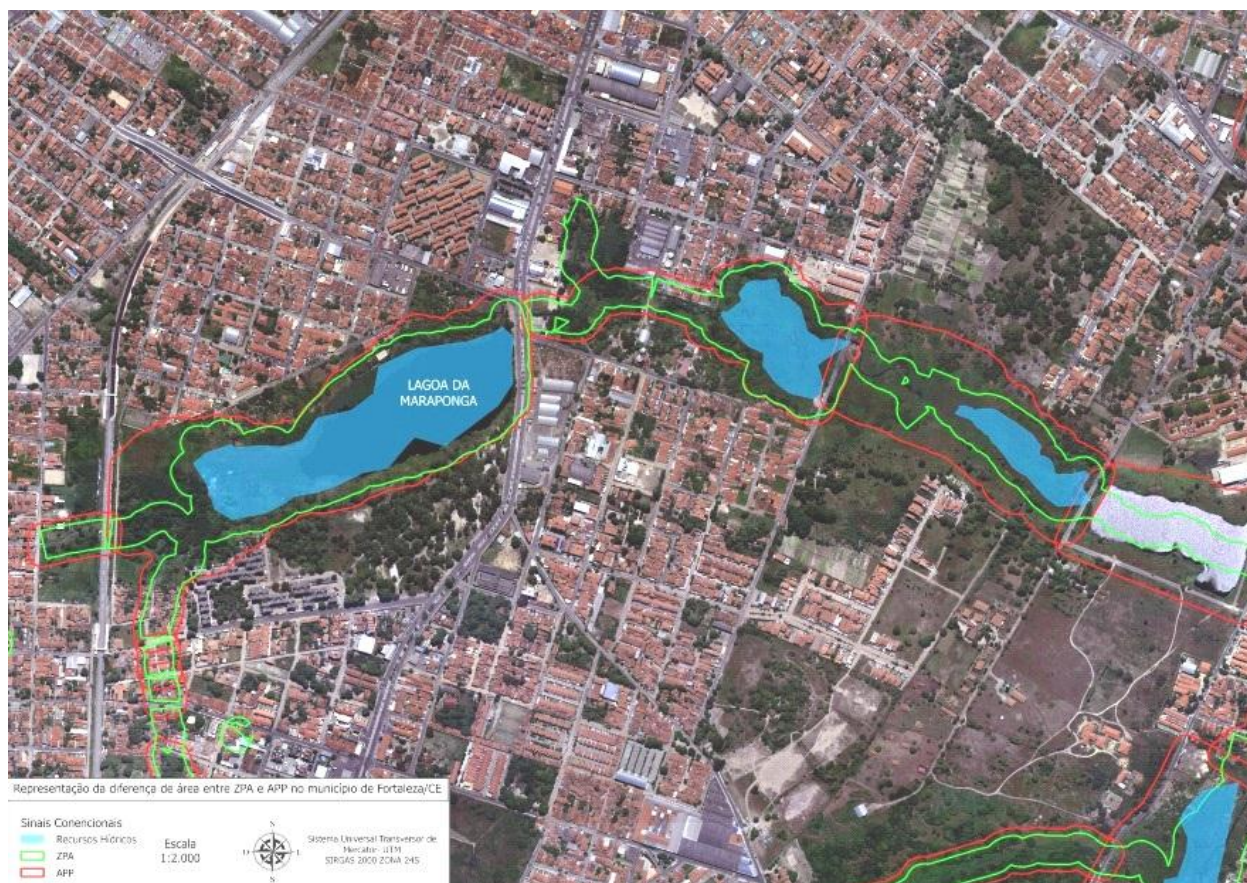 LAGOA DA
MARAPONGA
Representação da diferença de área entre ZPA e APP no município de Fortaleza/CE
Sinais Conencionais
Recursos Hídricos
ZPA
APP
Escala
1:2.000
N
L
S
Sistema Universal Transversor de
Mercator- UTM
SIRGAS 2000 ZONA 24S